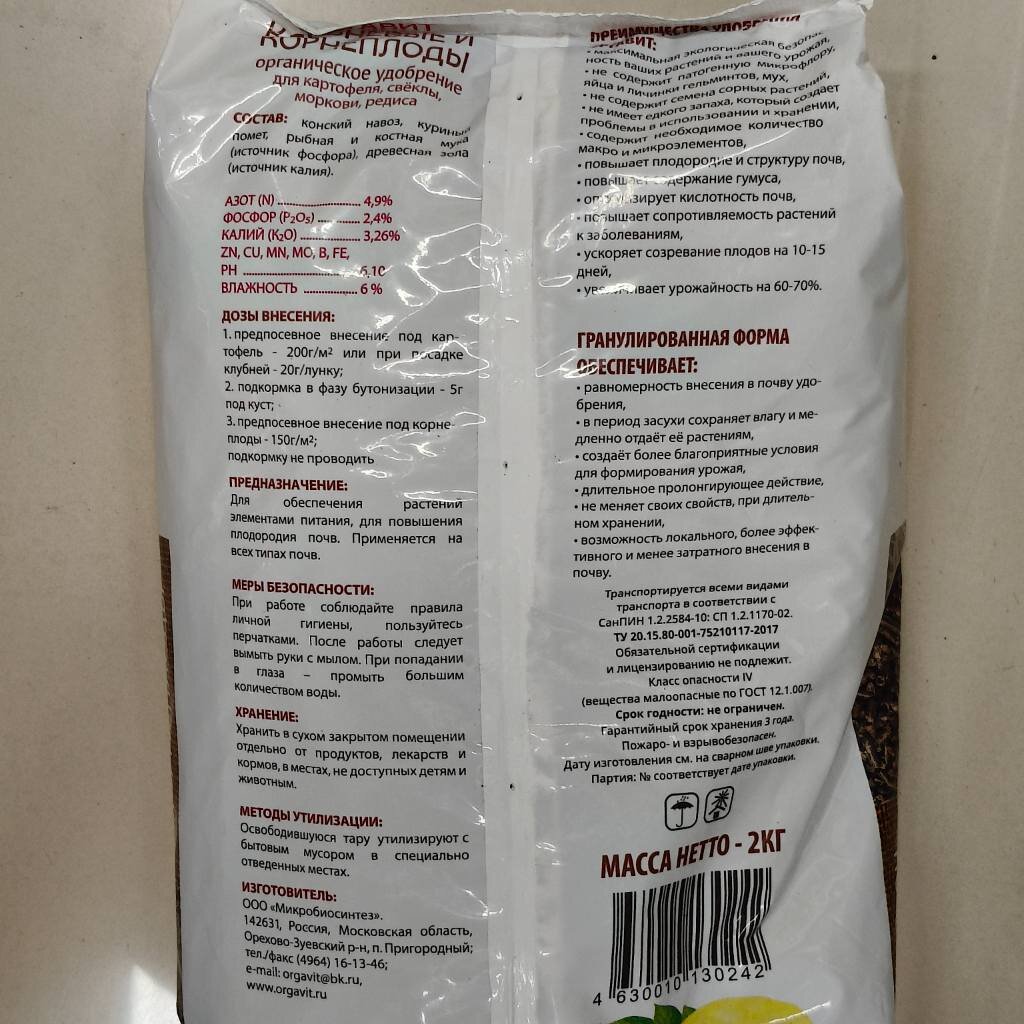 КОРНЕПЛОДЫ
органическое удобрение
для картофеля, свёклы,
моркови, редиса
СОСТАВ: конский навоз, куриный
помет, рыбная и костная мука
(источник фосфора), древесная зола
(источник калия).
АЗОТ (N) ........................ 4,9%
ФОСФОР (P₂O₅) ............ 2,4%
КАЛИЙ (K₂O) ................. 3,26%
ZN, CU, MN, MO, B, FE,
PH ................................ 6,10
ВЛАЖНОСТЬ ............... 6 %
ДОЗЫ ВНЕСЕНИЯ:
1. предпосевное внесение под кар-
тофель - 200г/м² или при посадке
клубней - 20г/лунку;
2. подкормка в фазу бутонизации - 5г
под куст;
3. предпосевное внесение под корне-
плоды - 150г/м²;
подкормку не проводить
ПРЕДНАЗНАЧЕНИЕ:
Для обеспечения растений
элементами питания, для повышения
плодородия почв. Применяется на
всех типах почв.
МЕРЫ БЕЗОПАСНОСТИ:
При работе соблюдайте правила
личной гигиены, пользуйтесь
перчатками. После работы следует
вымыть руки с мылом. При попадании
в глаза – промыть большим
количеством воды.
ХРАНЕНИЕ:
Хранить в сухом закрытом помещении
отдельно от продуктов, лекарств и
кормов, в местах, не доступных детям и
животным.
МЕТОДЫ УТИЛИЗАЦИИ:
Освободившуюся тару утилизируют с
бытовым мусором в специально
отведенных местах.
ИЗГОТОВИТЕЛЬ:
ООО «Микробиосинтез».
142631, Россия, Московская область,
Орехово-Зуевский р-н, п. Пригородный;
тел./факс (4964) 16-13-46;
e-mail: orgavit@bk.ru,
www.orgavit.ru
ПРЕИМУЩЕСТВА УДОБРЕНИЯ
• максимальная экологическая безопас-
ность ваших растений и вашего урожая,
• не содержит патогенную микрофлору,
яйца и личинки гельминтов, мух,
• не содержит семена сорных растений,
• не имеет едкого запаха, который создает
проблемы в использовании и хранении,
• содержит необходимое количество
макро и микроэлементов,
• повышает плодородие и структуру почв,
• повышает содержание гумуса,
• оптимизирует кислотность почв,
• повышает сопротивляемость растений
к заболеваниям,
• ускоряет созревание плодов на 10-15
дней,
• увеличивает урожайность на 60-70%.
ГРАНУЛИРОВАННАЯ ФОРМА
ОБЕСПЕЧИВАЕТ:
• равномерность внесения в почву удо-
брения,
• в период засухи сохраняет влагу и ме-
дленно отдаёт её растениям,
• создаёт более благоприятные условия
для формирования урожая,
• длительное пролонгирующее действие,
• не меняет своих свойств, при длитель-
ном хранении,
• возможность локального, более эффек-
тивного и менее затратного внесения в
почву.
Транспортируется всеми видами
транспорта в соответствии с
СанПИН 1.2.2584-10: СП 1.2.1170-02.
ТУ 20.15.80-001-75210117-2017
Обязательной сертификации
и лицензированию не подлежит.
Класс опасности IV
(вещества малоопасные по ГОСТ 12.1.007).
Срок годности: не ограничен.
Гарантийный срок хранения 3 года.
Пожаро- и взрывобезопасен.
Дату изготовления см. на сварном шве упаковки.
Партия: № соответствует дате упаковки.
МАССА НЕТТО - 2КГ
4 630010 130242